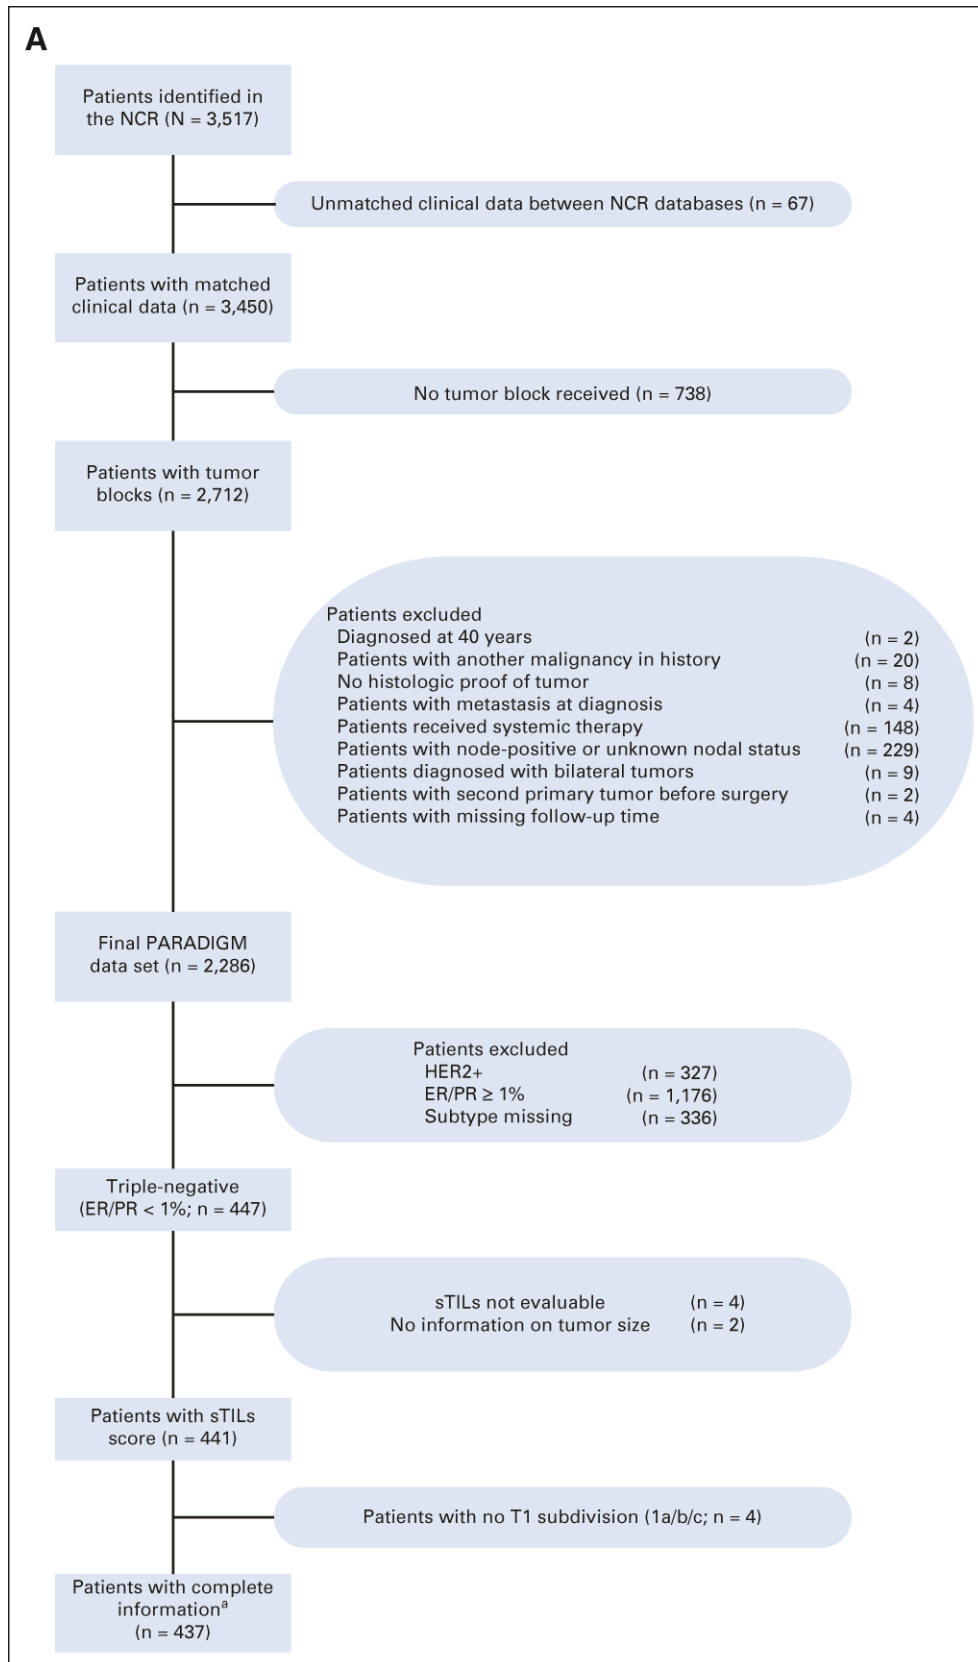 A
Patients identified in
the NCR (N = 3,517)
Unmatched clinical data between NCR databases (n = 67)
Patients with matched
clinical data (n = 3,450)
No tumor block received (n = 738)
Patients with tumor
blocks (n = 2,712)
Patients excluded
Diagnosed at 40 years (n = 2)
Patients with another malignancy in history (n = 20)
No histologic proof of tumor (n = 8)
Patients with metastasis at diagnosis (n = 4)
Patients received systemic therapy (n = 148)
Patients with node-positive or unknown nodal status (n = 229)
Patients diagnosed with bilateral tumors (n = 9)
Patients with second primary tumor before surgery (n = 2)
Patients with missing follow-up time (n = 4)
Final PARADIGM
data set (n = 2,286)
Patients excluded
HER2+ (n = 327)
ER/PR ≥ 1% (n = 1,176)
Subtype missing (n = 336)
Triple-negative
(ER/PR < 1%; n = 447)
sTILs not evaluable (n = 4)
No information on tumor size (n = 2)
Patients with sTILs
score (n = 441)
Patients with no T1 subdivision (1a/b/c; n = 4)
Patients with complete
informationᵃ
(n = 437)